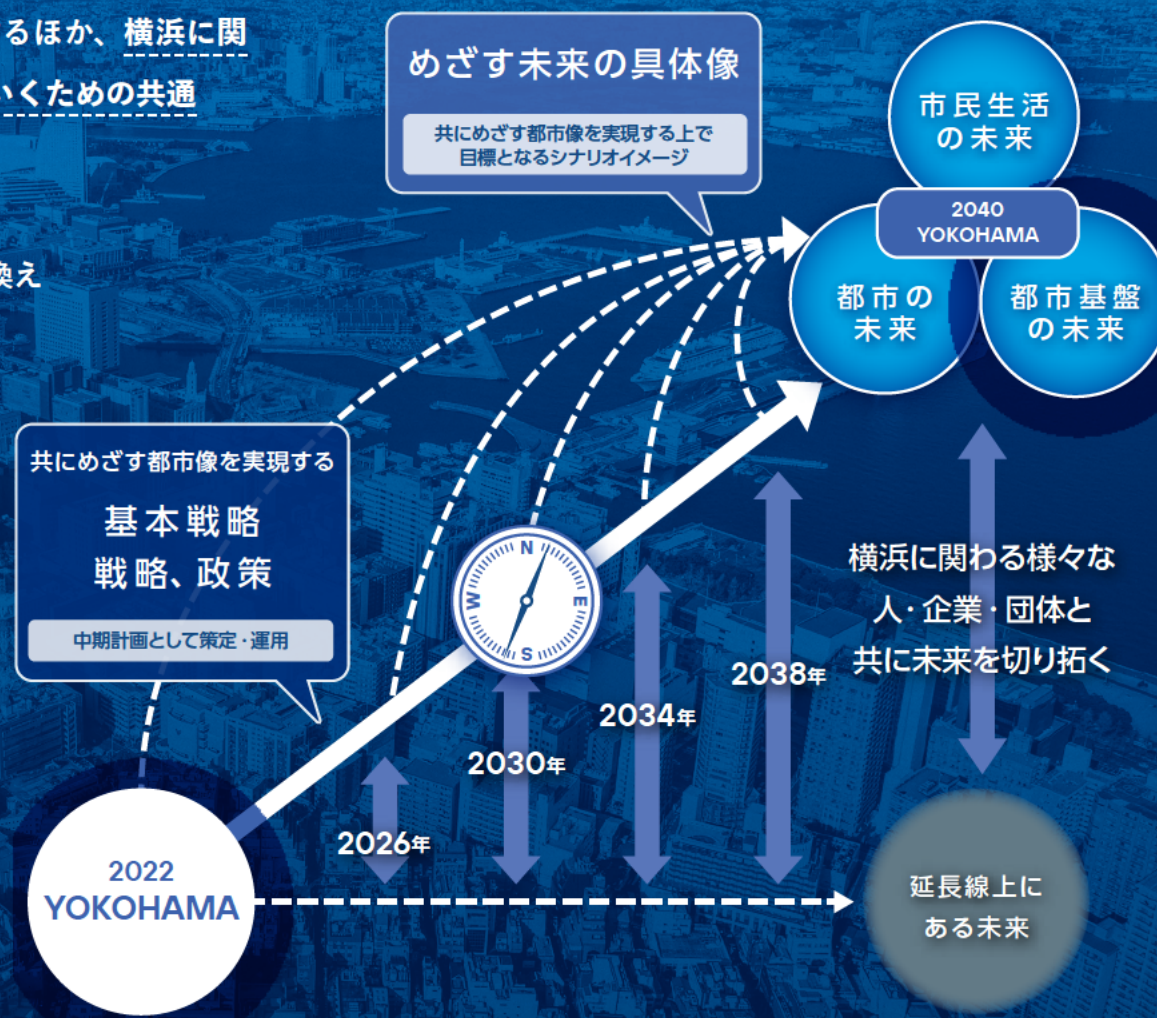 るほか、横浜に関
いくための共通
換え
めざす未来の具体像
共にめざす都市像を実現する上で
目標となるシナリオイメージ
市民生活
の未来
2040
YOKOHAMA
都市の
未来
都市基盤
の未来
共にめざす都市像を実現する
基本戦略
戦略、政策
中期計画として策定・運用
N
E
S
W
横浜に関わる様々な
人・企業・団体と
共に未来を切り拓く
2038年
2034年
2030年
2026年
2022
YOKOHAMA
延長線上に
ある未来